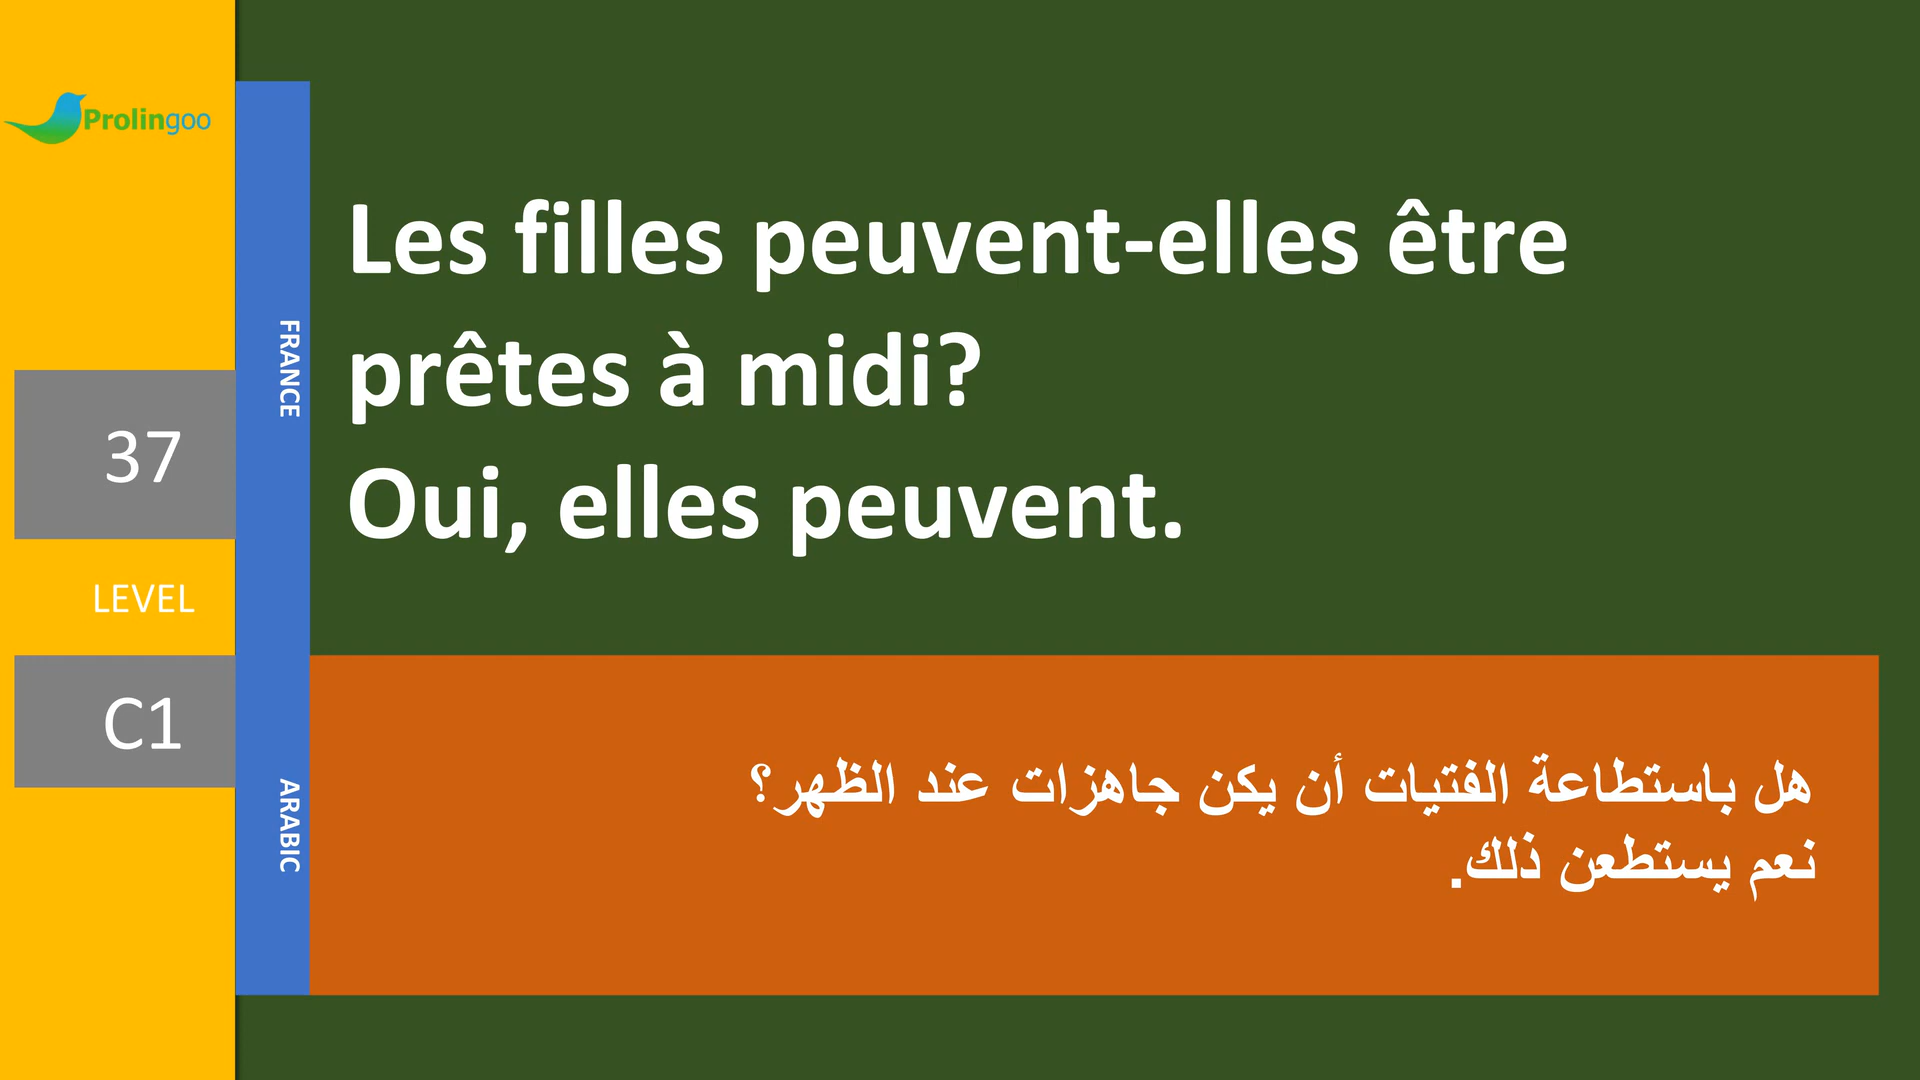 Prolingoo
FRANCE
Les filles peuvent-elles être
prêtes à midi?
Oui, elles peuvent.
37
LEVEL
C1
ARABIC
هل باستطاعة الفتيات أن يكن جاهزات عند الظهر؟
نعم يستطعن ذلك.